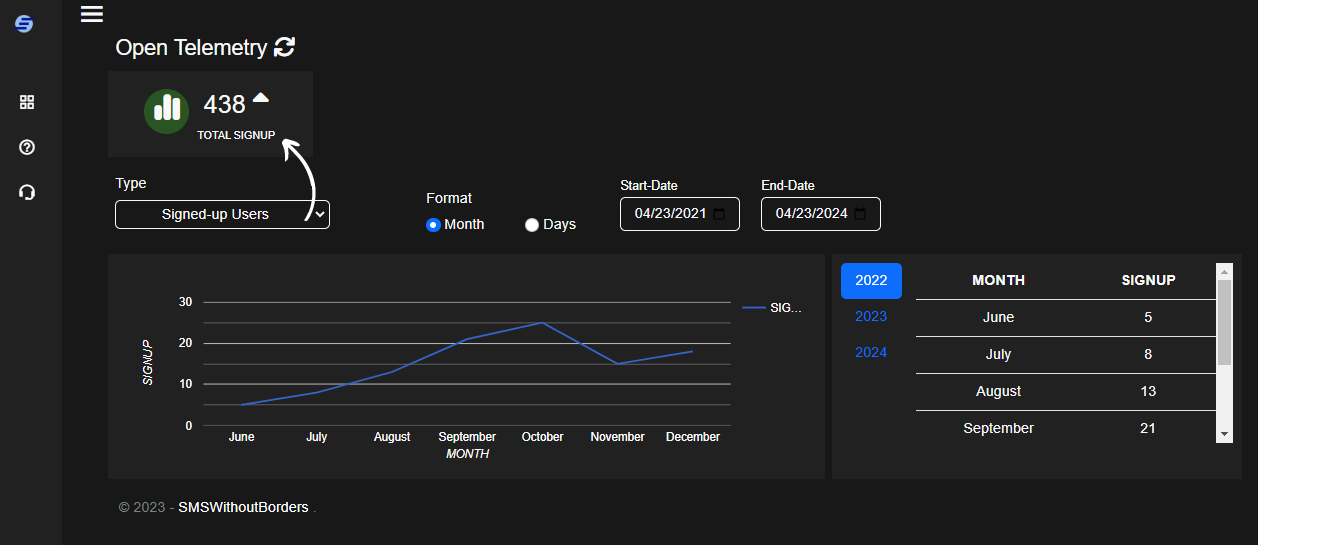 Open Telemetry
438
TOTAL SIGNUP
Type
Signed-up Users
Format
Month
Days
Start-Date
04/23/2021
End-Date
04/23/2024
30
20
10
0
SIGNUP
June July August September October November December
MONTH
SIG...
2022
2023
2024
MONTH SIGNUP
June 5
July 8
August 13
September 21
© 2023 - SMSWithoutBorders .